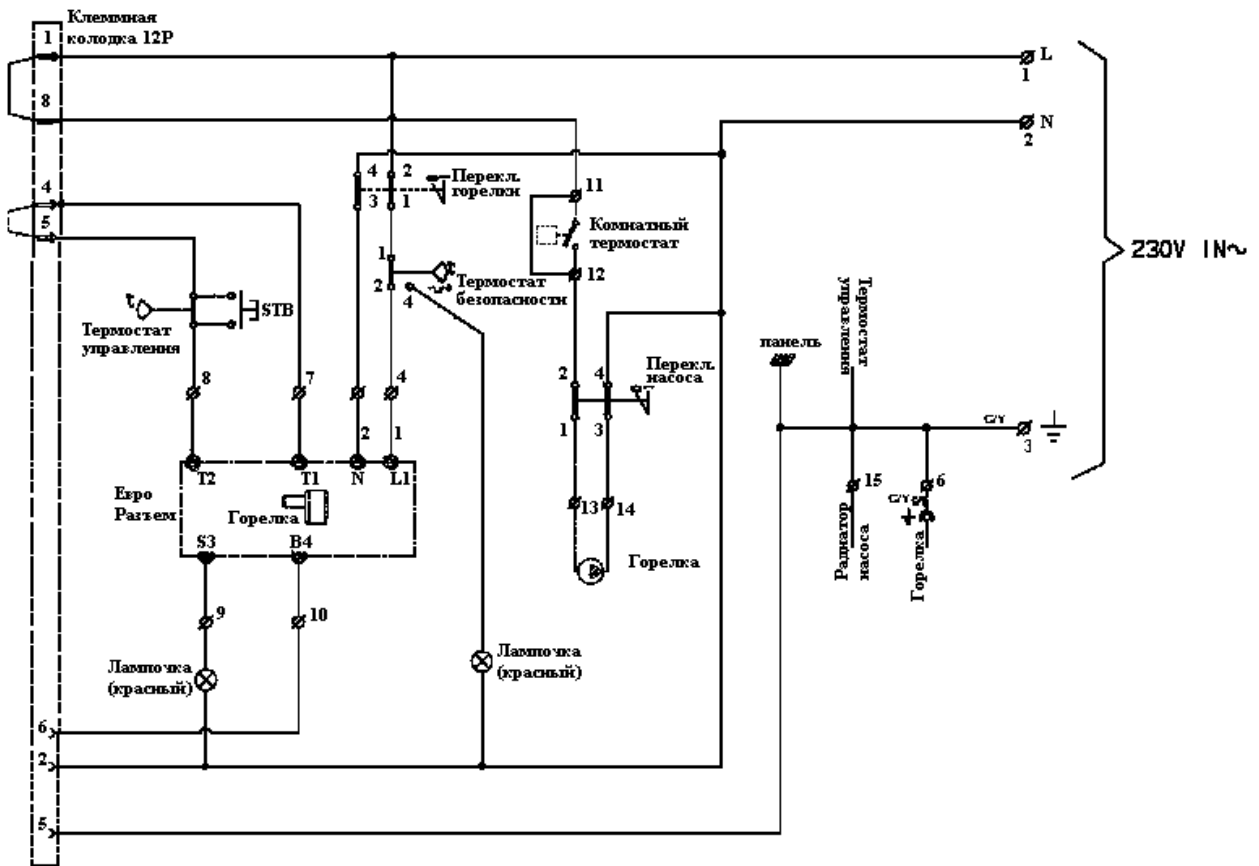 Клеммная
колодка 12Р
1
8
4
5
L
1
N
2
4 2
3 1
Перекл.
горелки
11
Комнатный
термостат
12
1
2
4
Термостат
безопасности
230V IN~
t
STB
Термостат
управления
Термостат
управления
панель
8
7
4
2
1
2
4
1
3
Перекл.
насоса
G/Y
3
T2
T1
N
L1
Евро
Разъем
Горелка
S3
B4
13
14
Горелка
15
6
G/Y
Радиатор
насоса
Горелка
9
10
Лампочка
(красный)
Лампочка
(красный)
6
2
5